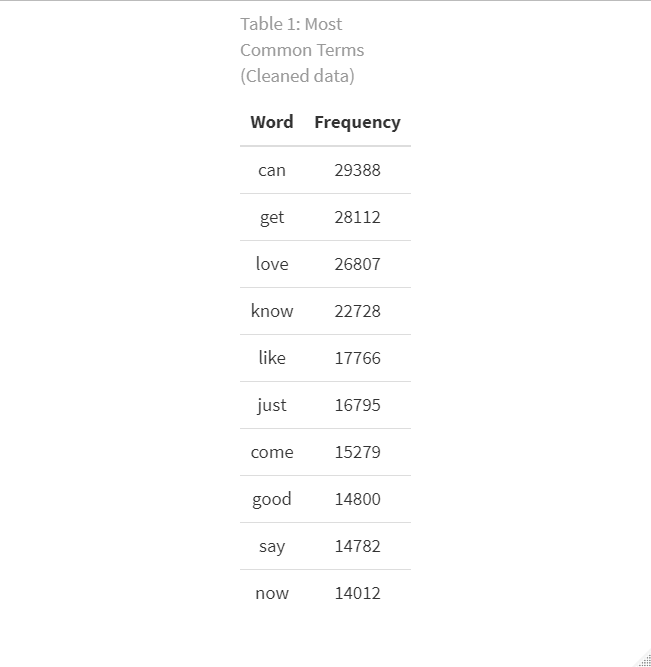 Table 1: Most
Common Terms
(Cleaned data)
Word Frequency
can 29388
get 28112
love 26807
know 22728
like 17766
just 16795
come 15279
good 14800
say 14782
now 14012